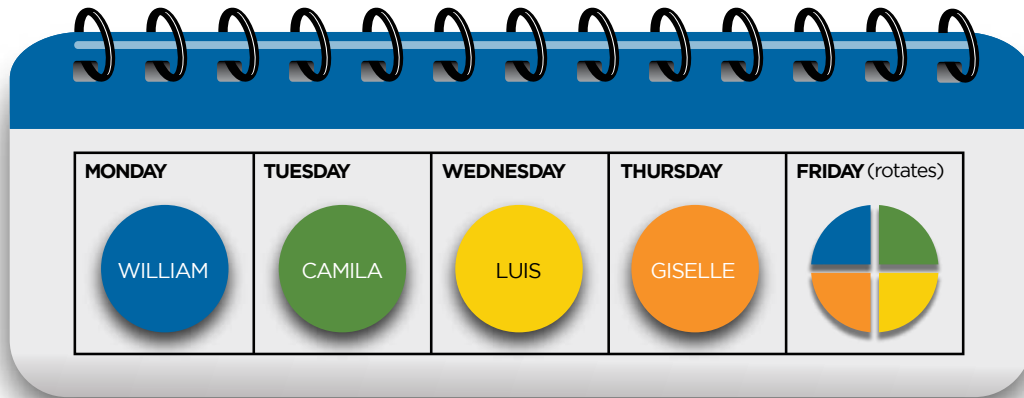 MONDAY
TUESDAY
WEDNESDAY
THURSDAY
FRIDAY (rotates)
WILLIAM
CAMILA
LUIS
GISELLE